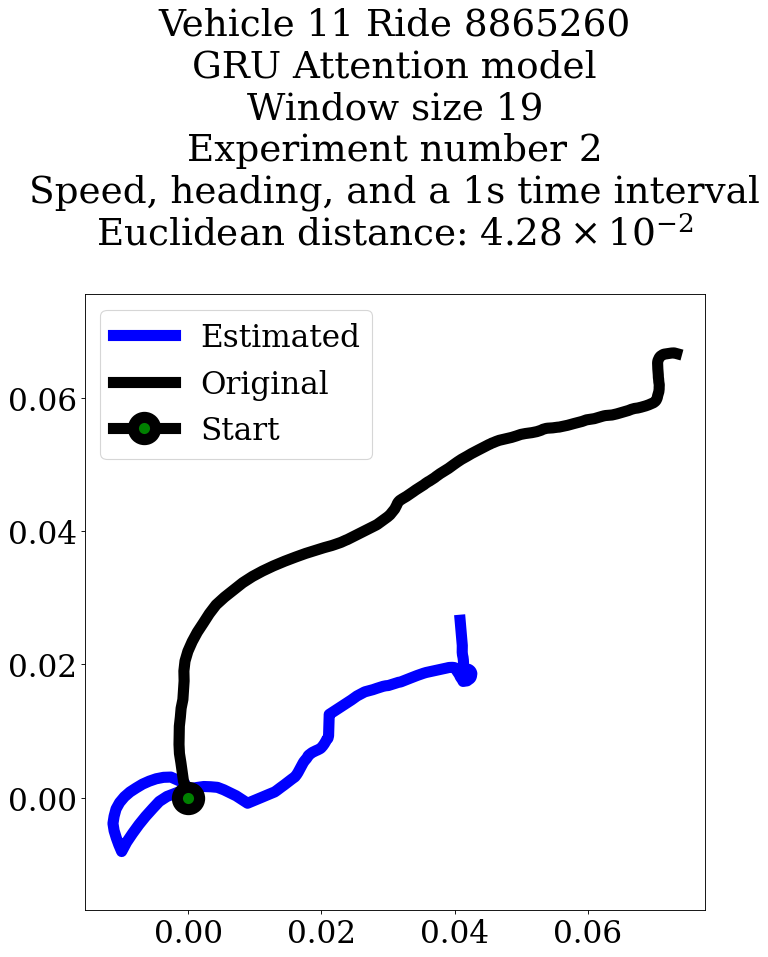 Vehicle 11 Ride 8865260
GRU Attention model
Window size 19
Experiment number 2
Speed, heading, and a 1s time interval
Euclidean distance: 4.28 × 10⁻²
Estimated
Original
Start
0.06
0.04
0.02
0.00
0.00 0.02 0.04 0.06